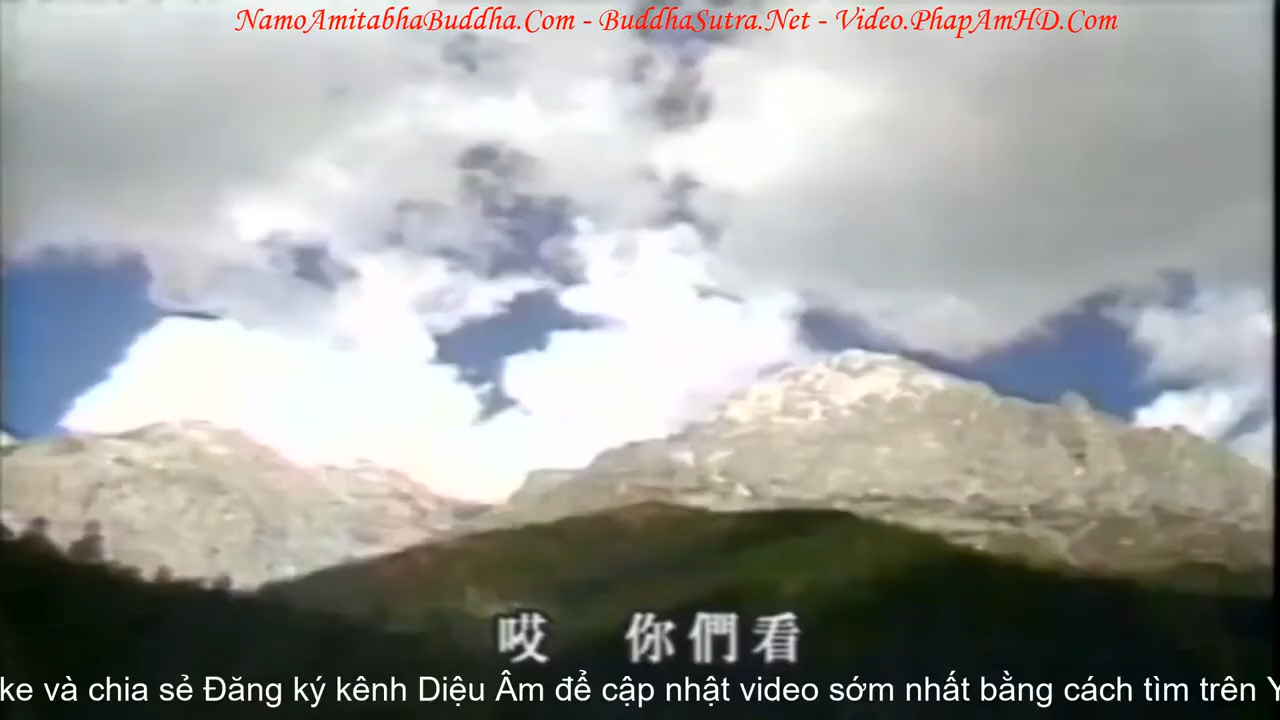 NamoAmitabhaBuddha.Com - BuddhaSutra.Net - Video.PhapAmHD.Com
哎 你們看
ke và chia sẻ Đăng ký kênh Diệu Âm để cập nhật video sớm nhất bằng cách tìm trên Y